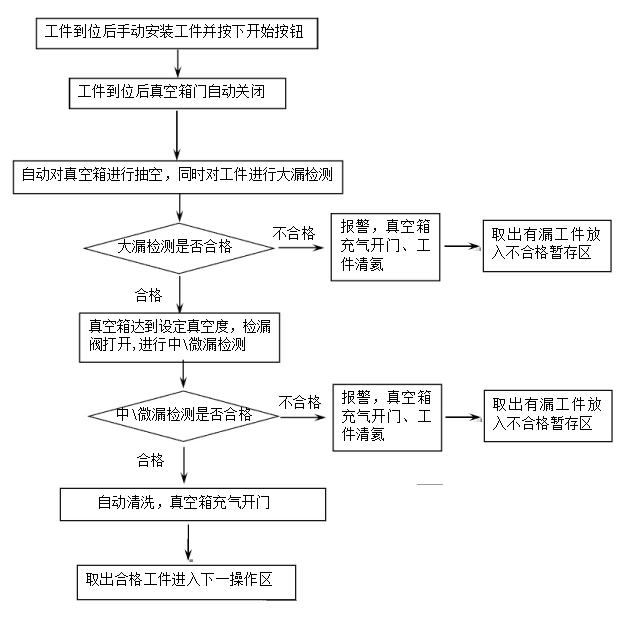 工件到位后手动安装工件并按下开始按钮
工件到位后真空箱门自动关闭
自动对真空箱进行抽空，同时对工件进行大漏检测
大漏检测是否合格
不合格
报警，真空箱
充气开门、工
件清氦
取出有漏工件放
入不合格暂存区
合格
真空箱达到设定真空度，检漏
阀打开,进行中\微漏检测
中\微漏检测是否合格
不合格
报警，真空箱
充气开门、工
件清氦
取出有漏工件放
入不合格暂存区
合格
自动清洗，真空箱充气开门
取出合格工件进入下一操作区